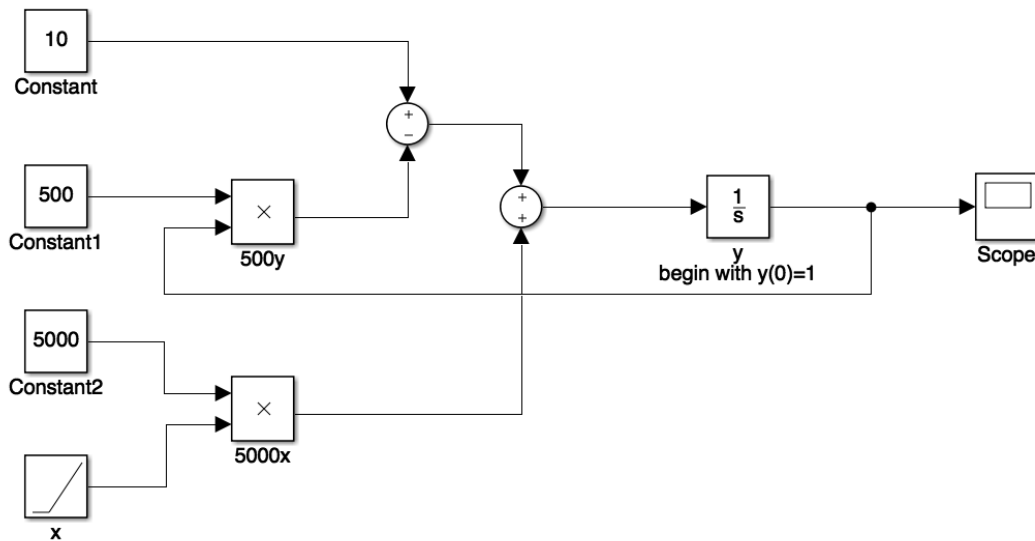 10
Constant
+
−
500
Constant1
×
500y
+
+
1
s
y
begin with y(0)=1
Scope
5000
Constant2
×
5000x
x